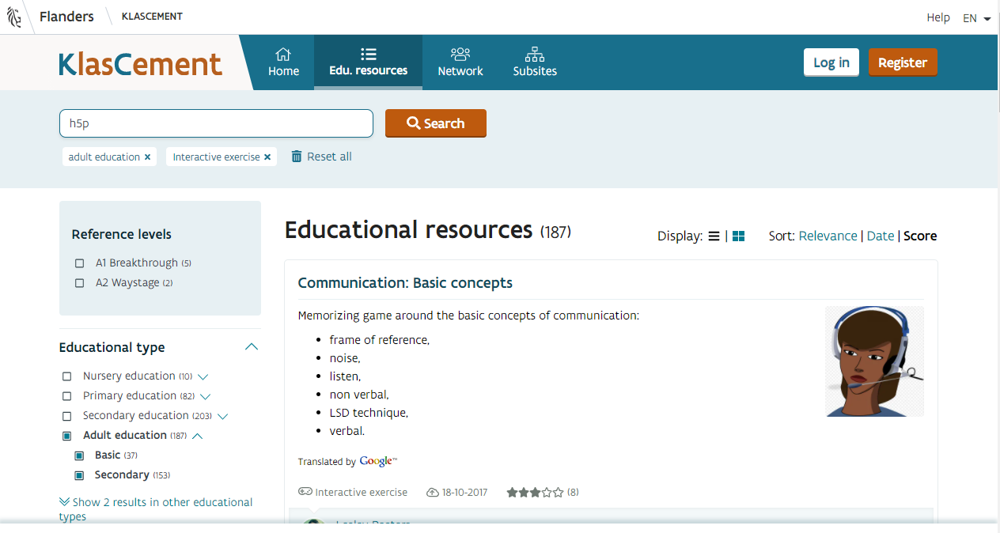 Flanders
KLASCEMENT
Help EN
KlasCement
Home
Edu. resources
Network
Subsites
Log in
Register
h5p
Search
adult education ×
Interactive exercise ×
Reset all
Reference levels
A1 Breakthrough (5)
A2 Waystage (2)
Educational type
Nursery education (10)
Primary education (82)
Secondary education (203)
Adult education (187)
Basic (37)
Secondary (153)
Show 2 results in other educational
types
Educational resources (187)
Display: |
Sort: Relevance | Date | Score
Communication: Basic concepts
Memorizing game around the basic concepts of communication:
• frame of reference,
• noise,
• listen,
• non verbal,
• LSD technique,
• verbal.
Translated by Google™
Interactive exercise
18-10-2017
(8)